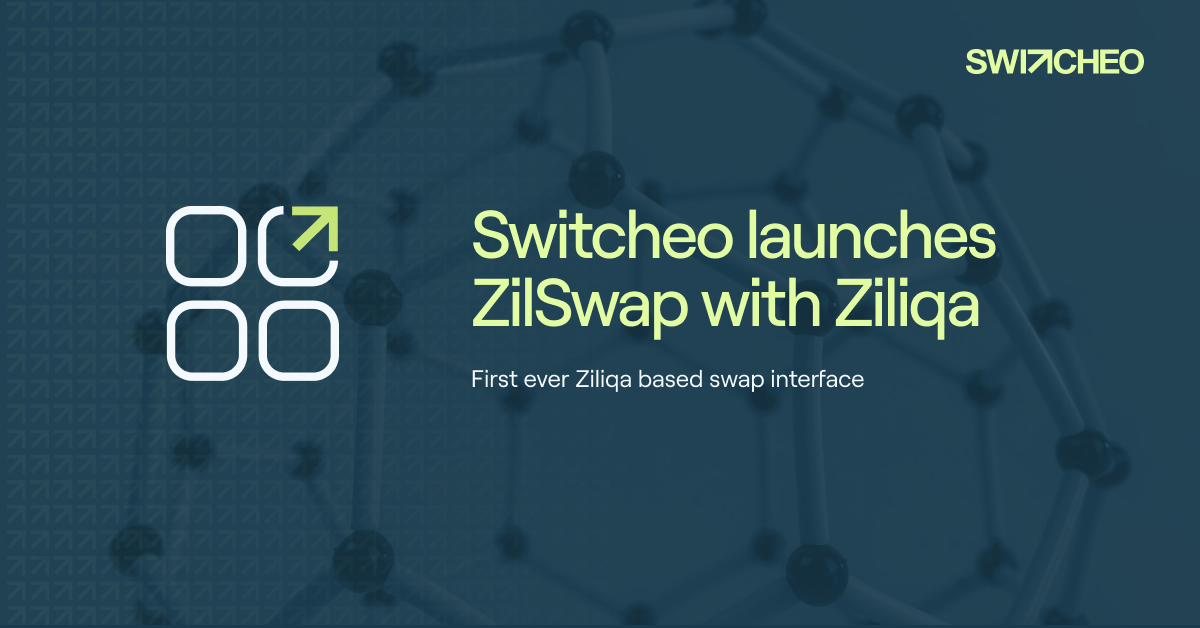 SWITCHEO
Switcheo launches
ZilSwap with Ziliqa
First ever Ziliqa based swap interface